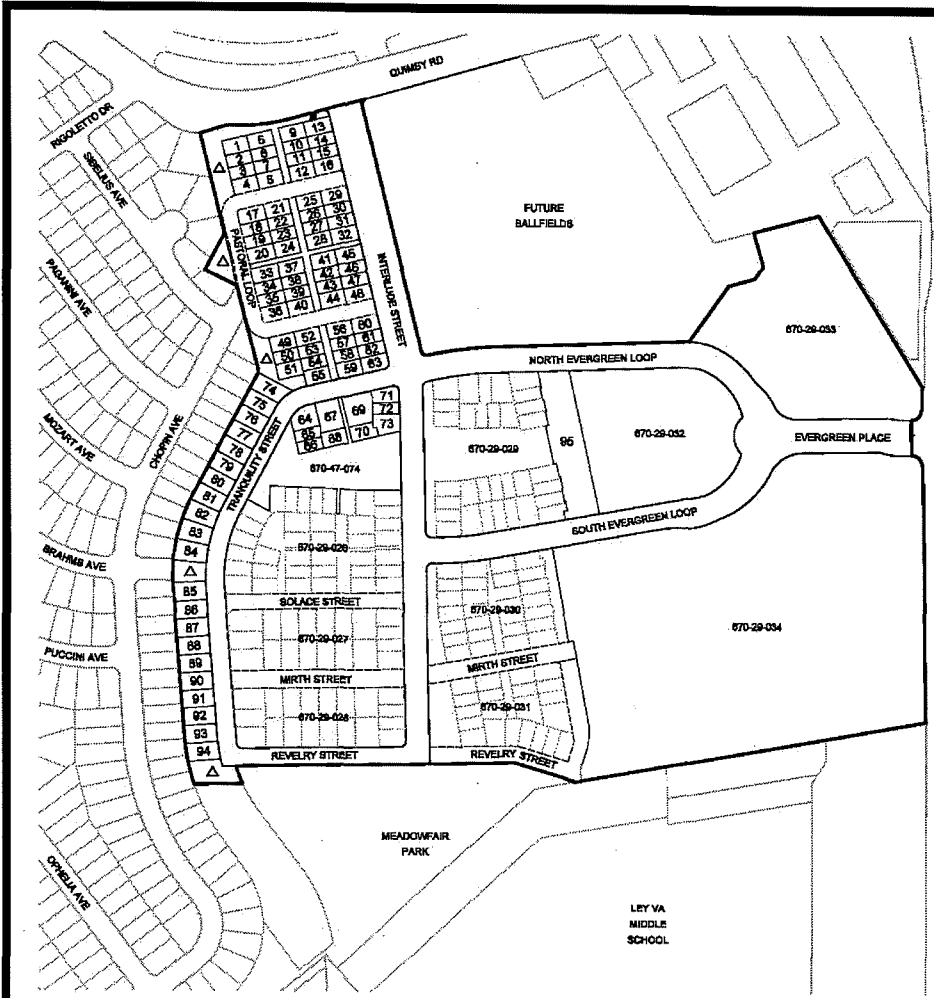 QUIMBY RD
RIGOLETTO DR
SIBELIUS AVE
PAGANINI AVE
MOZART AVE
CHOPIN AVE
BRAHMS AVE
PUCCINI AVE
OPHELIA AVE
1 5 9 13
2 6 10 14
3 7 11 15
4 8 12 16
17 21 25 29
18 22 26 30
19 23 27 31
20 24 28 32
33 37 41 45
34 38 42 46
35 39 43 47
36 40 44 48
49 52 56 60
50 53 57 61
51 54 58 62
55 59 63
PASTORAL LOOP
INTERLUDE STREET
FUTURE
BALLFIELDS
670-29-033
NORTH EVERGREEN LOOP
74
75
76
77
78
79
80
81
82
83
84
85
86
87
88
89
90
91
92
93
94
TRANQUILITY STREET
64 67 69 71
65 72
66 68 70 73
670-47-074
670-29-029
95
670-29-032
EVERGREEN PLACE
SOUTH EVERGREEN LOOP
670-29-026
SOLACE STREET
670-29-027
MIRTH STREET
670-29-028
REVELRY STREET
670-29-030
MIRTH STREET
670-29-031
REVELRY STREET
670-29-034
MEADOWFAIR
PARK
LEY VA
MIDDLE
SCHOOL